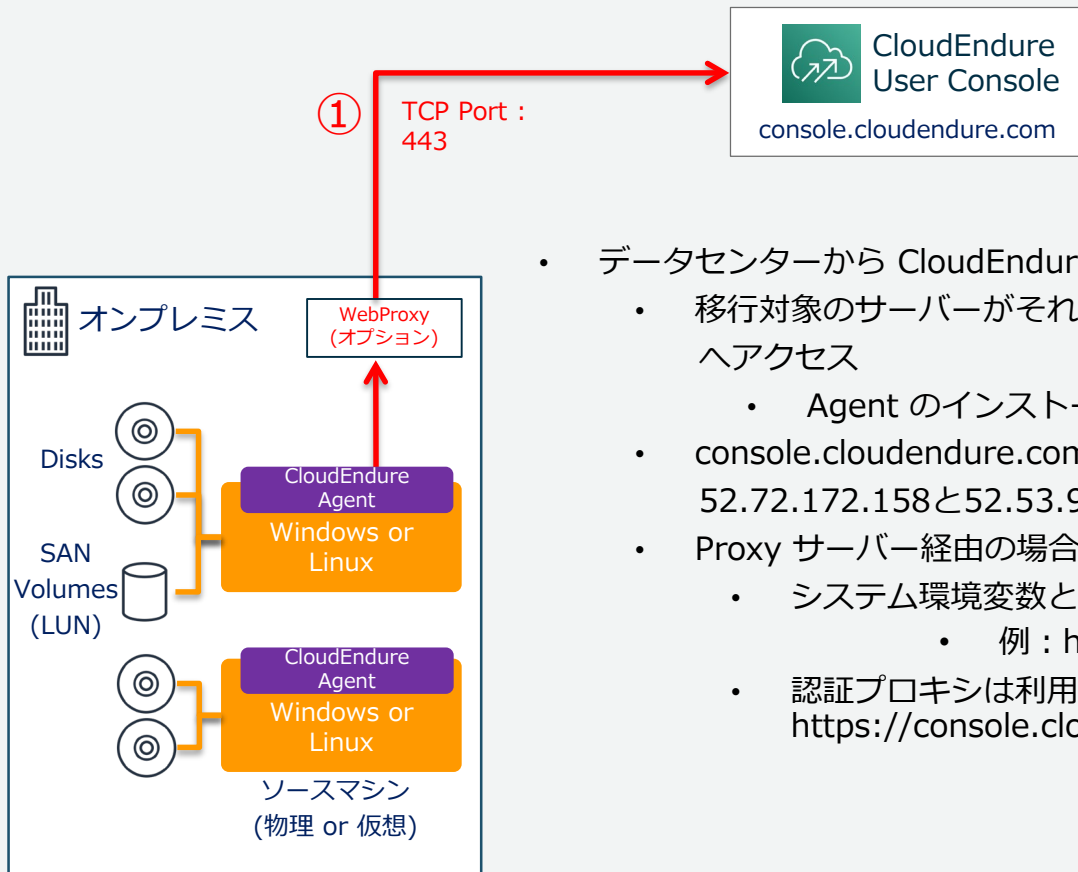 CloudEndure
User Console
console.cloudendure.com
①
TCP Port :
443
オンプレミス
WebProxy
(オプション)
Disks
SAN
Volumes
(LUN)
CloudEndure
Agent
Windows or
Linux
CloudEndure
Agent
Windows or
Linux
ソースマシン
(物理 or 仮想)
• データセンターから CloudEndur
• 移行対象のサーバーがそれ
へアクセス
• Agent のインスト
• console.cloudendure.com
52.72.172.158と52.53.9
• Proxy サーバー経由の場合
• システム環境変数と
• 例：h
• 認証プロキシは利用
https://console.clo